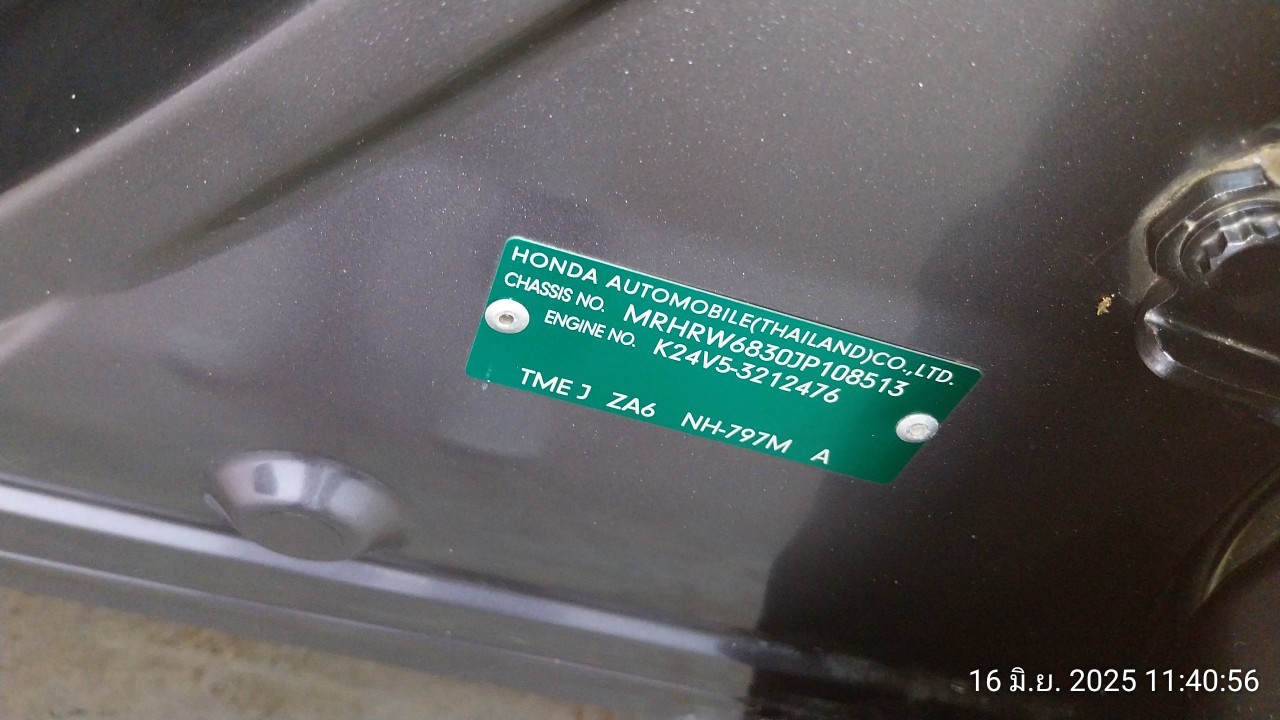 HONDA AUTOMOBILE(THAILAND)CO.,LTD.
CHASSIS NO. MRHRW6830JP108513
ENGINE NO. K24V5-3212476
TME J ZA6 NH-797M A
16 มิ.ย. 2025 11:40:56